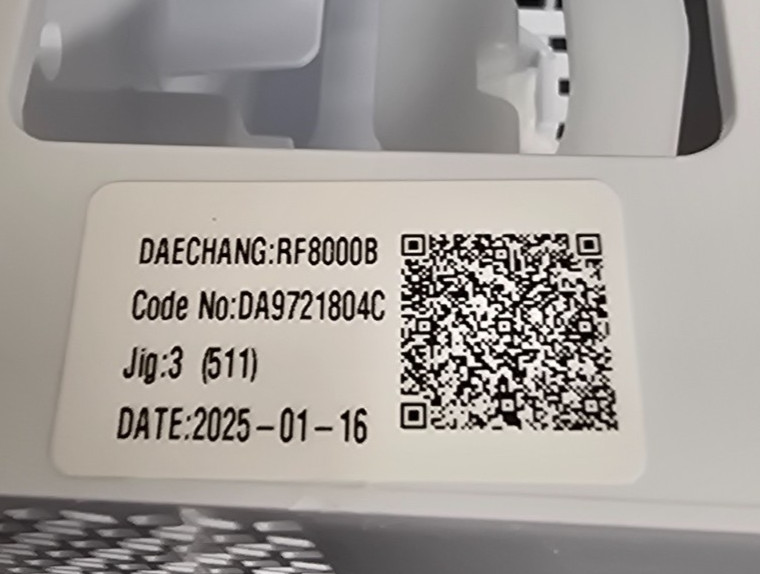 DAECHANG:RF8000B
Code No:DA9721804C
Jig:3 (511)
DATE:2025-01-16